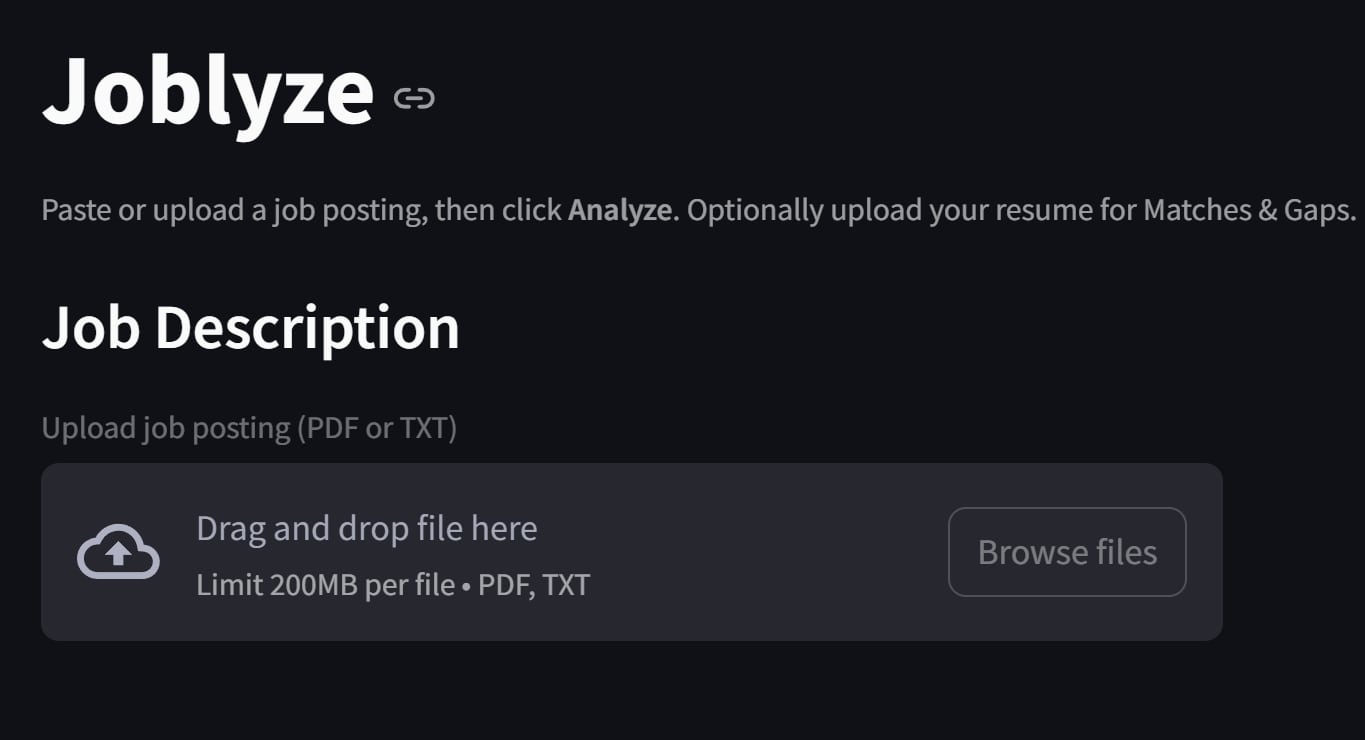 Joblyze
Paste or upload a job posting, then click Analyze. Optionally upload your resume for Matches & Gaps.
Job Description
Upload job posting (PDF or TXT)
Drag and drop file here
Limit 200MB per file • PDF, TXT
Browse files